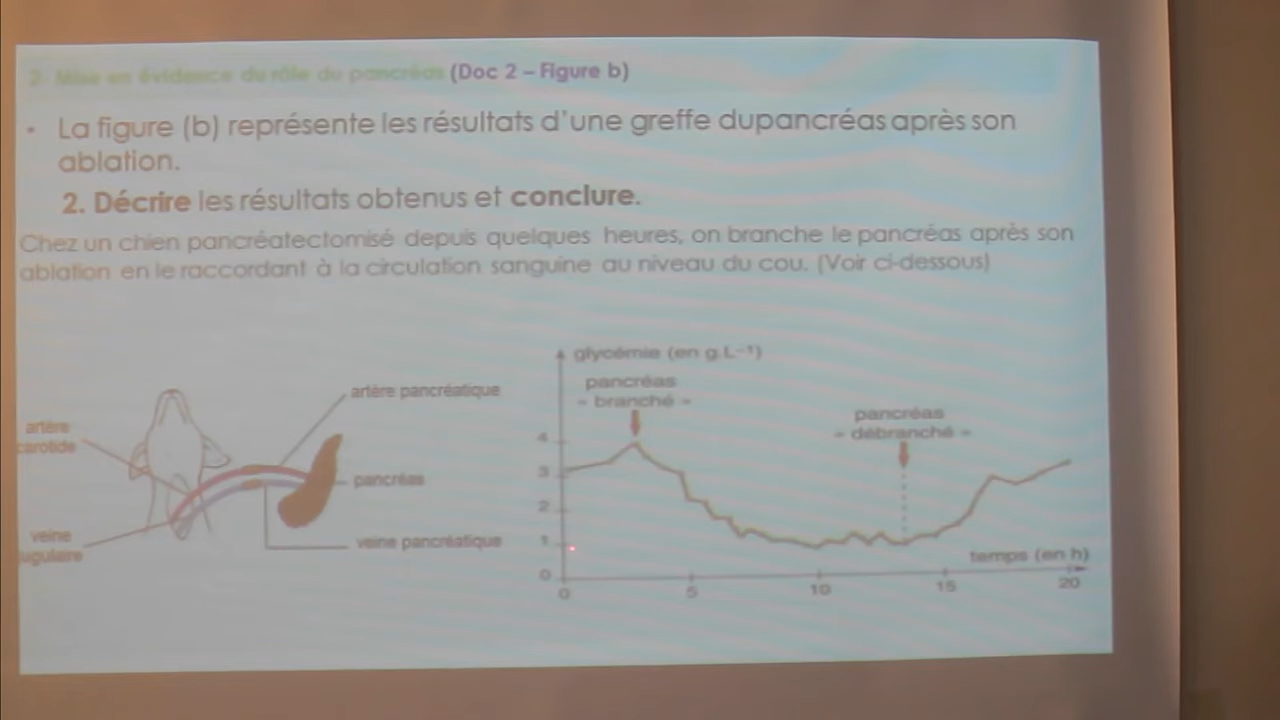 2- Mise en évidence du rôle du pancréas (Doc 2 – Figure b)
• La figure (b) représente les résultats d'une greffe dupancréas après son
ablation.
2. Décrire les résultats obtenus et conclure.
Chez un chien pancréatectomisé depuis quelques heures, on branche le pancréas après son
ablation en le raccordant à la circulation sanguine au niveau du cou. (Voir ci-dessous)
artère pancréatique
artère
carotide
pancréas
veine
jugulaire
veine pancréatique
glycémie (en g.L⁻¹)
pancréas
« branché »
pancréas
« débranché »
4
3
2
1
0
temps (en h)
0 5 10 15 20